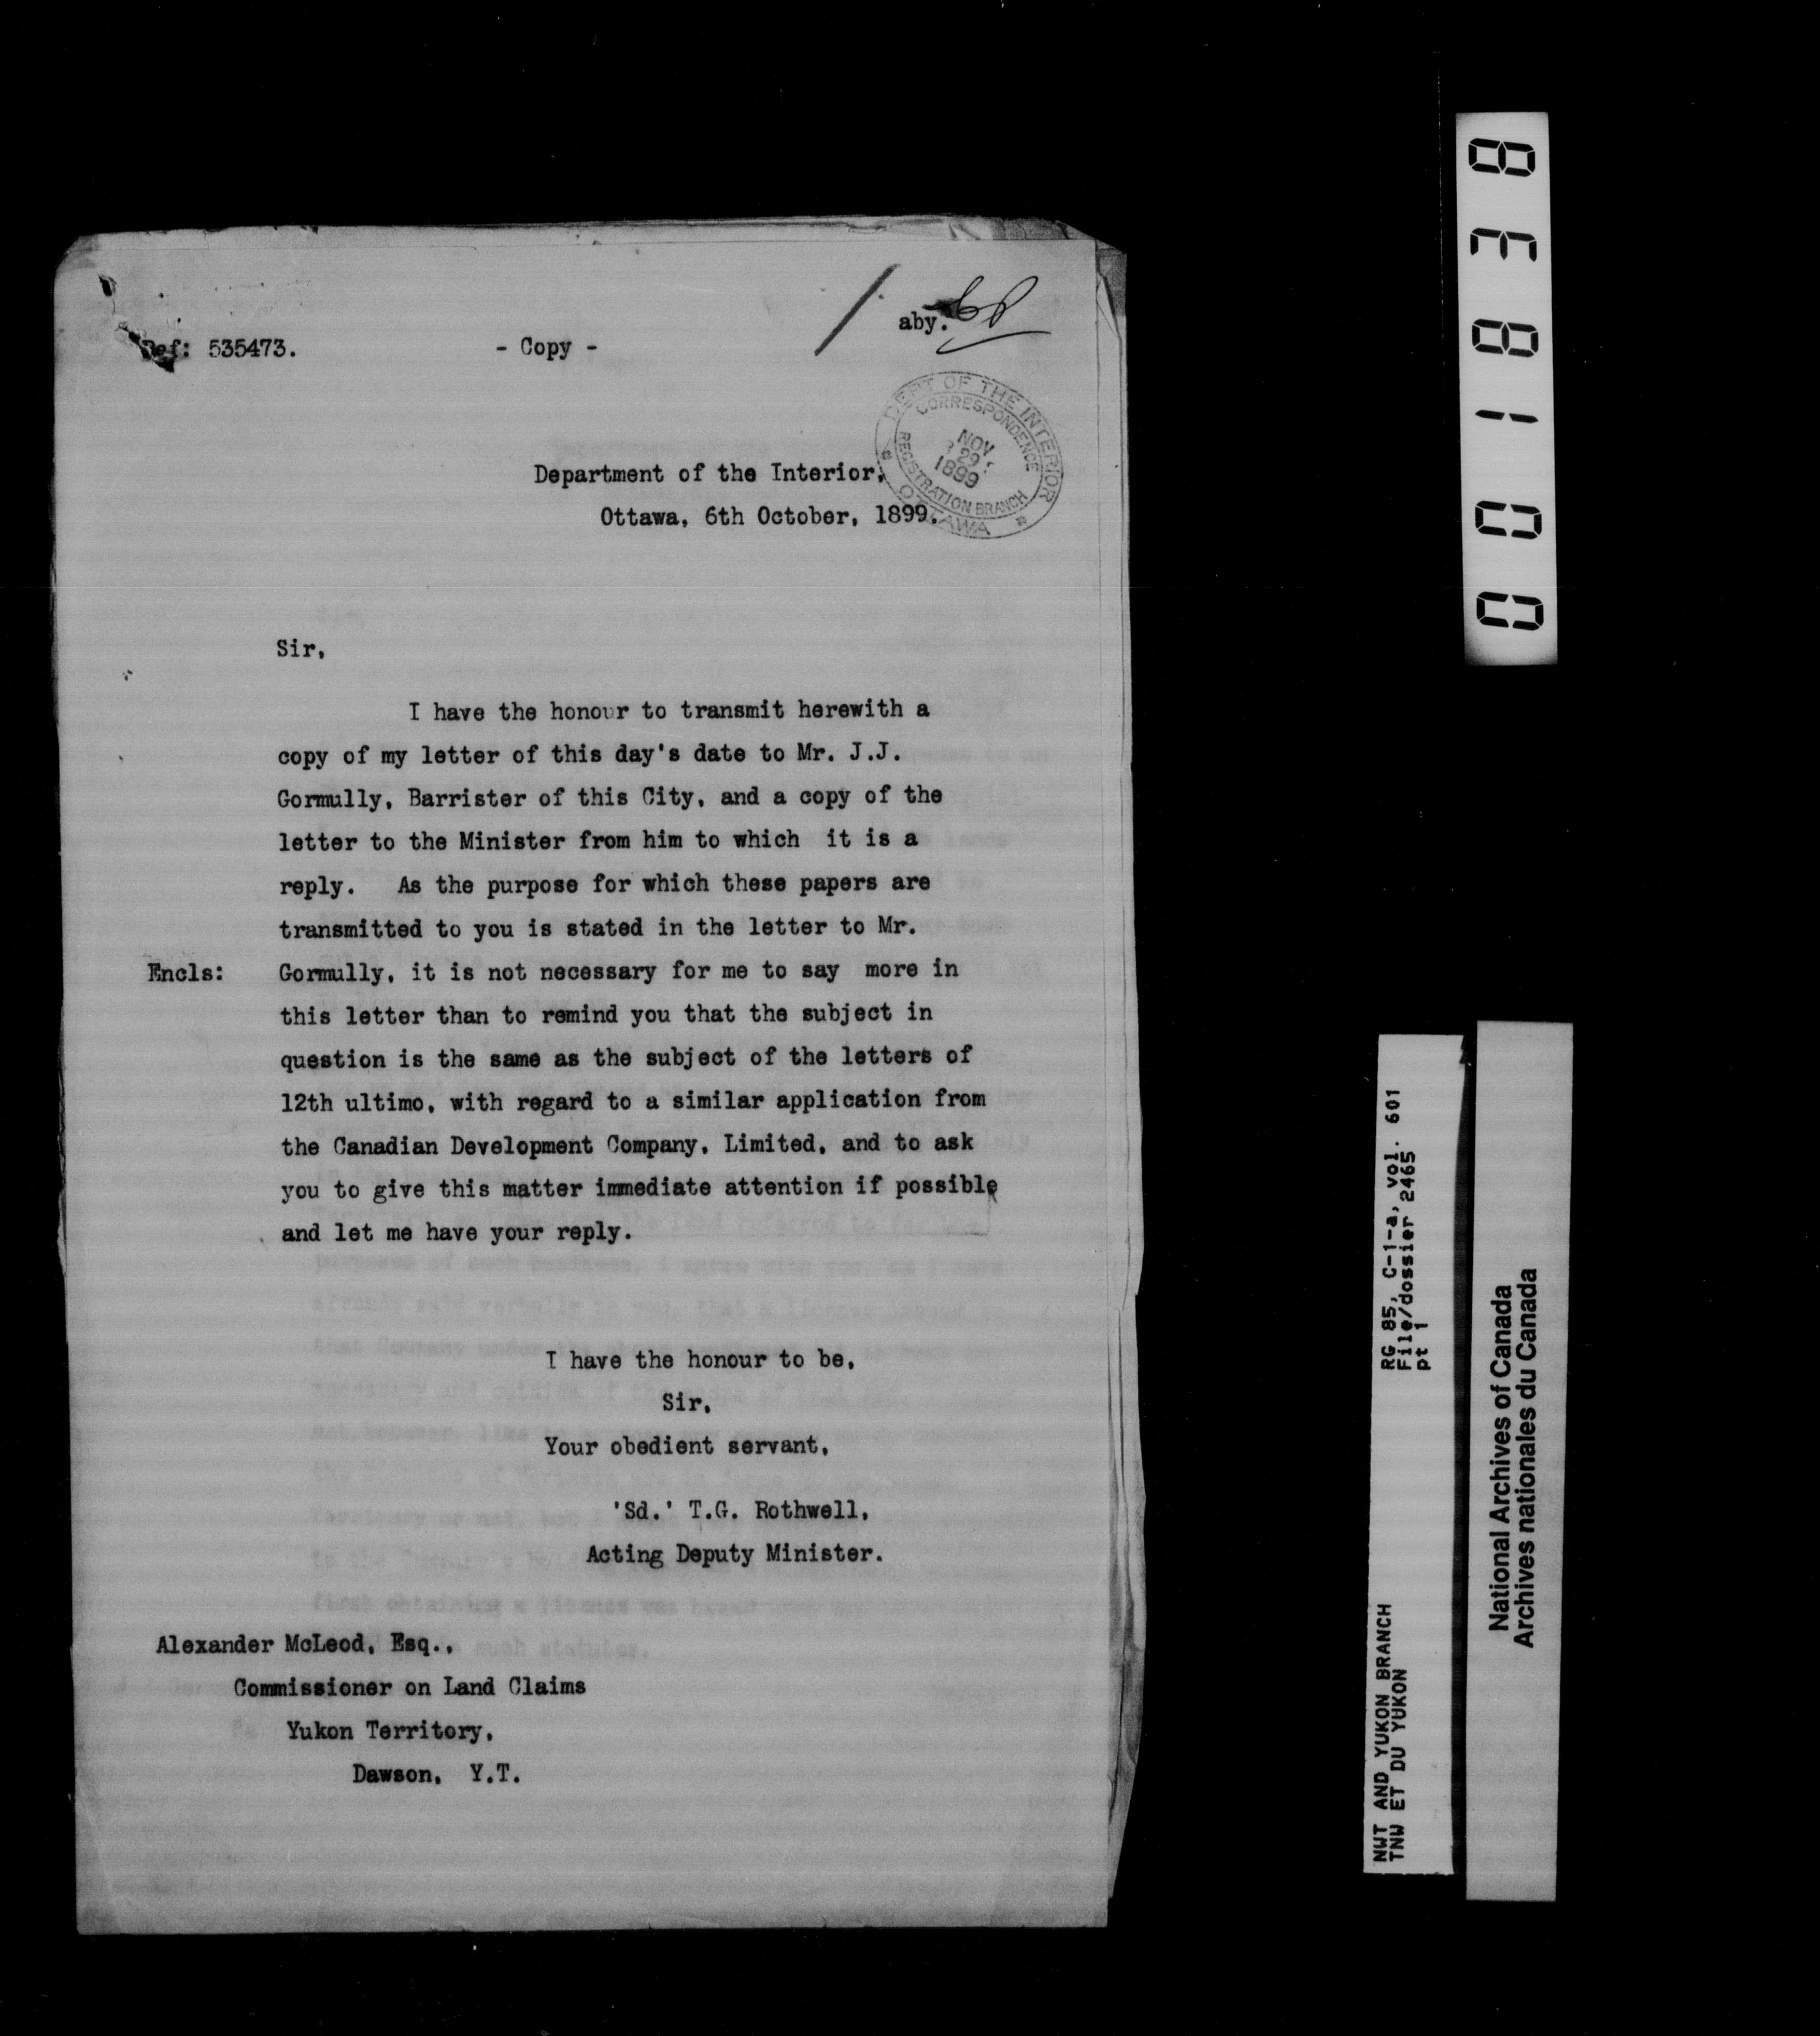 aby.
Ref: 535473.
- Copy -
DEPT OF THE INTERIOR
CORRESPONDENCE
NOV.
29
1899
REGISTRATION BRANCH
OTTAWA
Department of the Interior,
Ottawa, 6th October, 1899.
Sir,
I have the honour to transmit herewith a
copy of my letter of this day's date to Mr. J.J.
Gormully, Barrister of this City, and a copy of the
letter to the Minister from him to which it is a
reply. As the purpose for which these papers are
transmitted to you is stated in the letter to Mr.
Encls: Gormully, it is not necessary for me to say more in
this letter than to remind you that the subject in
question is the same as the subject of the letters of
12th ultimo, with regard to a similar application from
the Canadian Development Company, Limited, and to ask
you to give this matter immediate attention if possible
and let me have your reply.
I have the honour to be,
Sir,
Your obedient servant,
'Sd.' T.G. Rothwell,
Acting Deputy Minister.
Alexander McLeod, Esq.,
Commissioner on Land Claims
Yukon Territory,
Dawson, Y.T.
001838
RG 85, C-1-a, vol. 601
File/dossier 2465
pt 1
NWT AND YUKON BRANCH
TNW ET DU YUKON
National Archives of Canada
Archives nationales du Canada